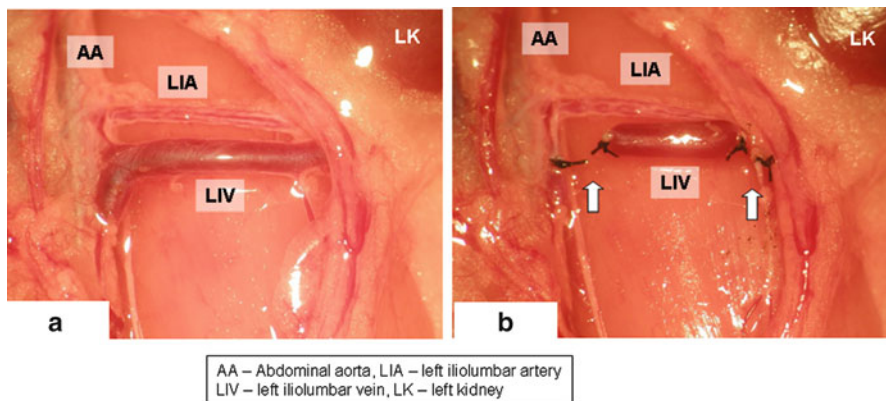 AA
LK
LIA
LIV
a
AA
LK
LIA
LIV
b
AA – Abdominal aorta, LIA – left iliolumbar artery
LIV – left iliolumbar vein, LK – left kidney